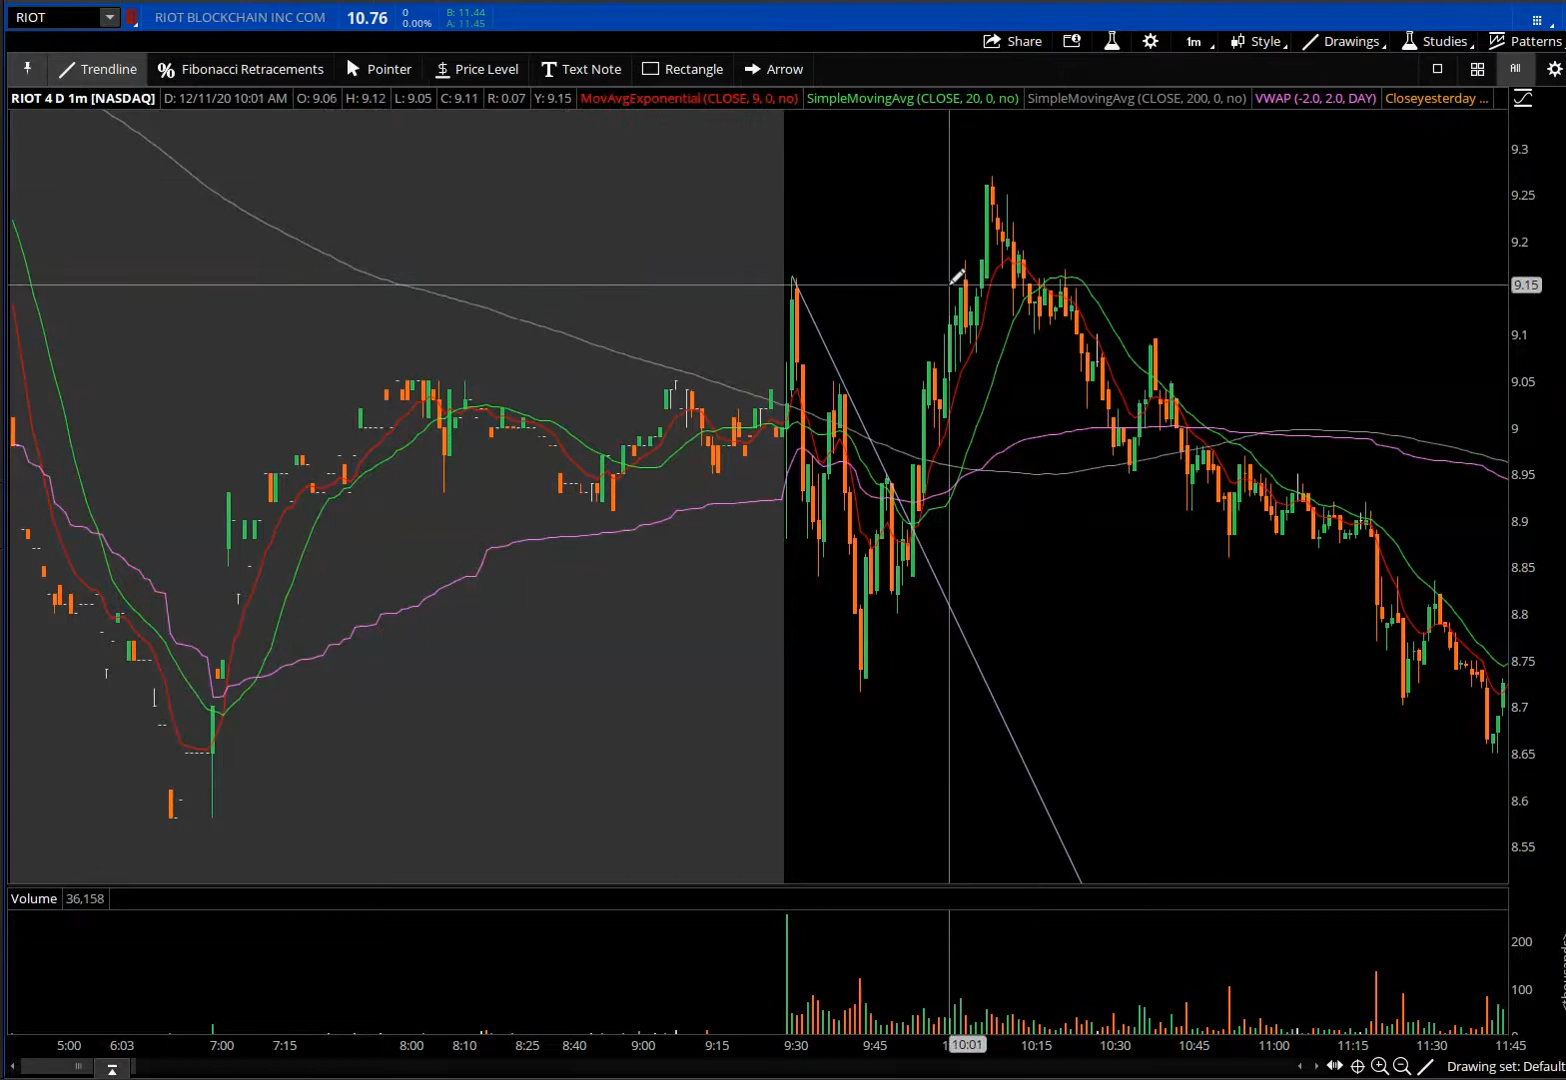 RIOT RIOT BLOCKCHAIN INC COM 10.76 0 0.00% B: 11.44 A: 11.45
Share 1m Style Drawings Studies Patterns
Trendline % Fibonacci Retracements Pointer $ Price Level T Text Note Rectangle Arrow All
RIOT 4 D 1m [NASDAQ] D: 12/11/20 10:01 AM O: 9.06 H: 9.12 L: 9.05 C: 9.11 R: 0.07 Y: 9.15 MovAvgExponential (CLOSE, 9, 0, no) SimpleMovingAvg (CLOSE, 20, 0, no) SimpleMovingAvg (CLOSE, 200, 0, no) VWAP (-2.0, 2.0, DAY) Closeyesterday ...
9.3
9.25
9.2
9.15
9.1
9.05
9
8.95
8.9
8.85
8.8
8.75
8.7
8.65
8.6
8.55
Volume 36,158
200
100
5:00 6:03 7:00 7:15 8:00 8:10 8:25 8:40 9:00 9:15 9:30 9:45 10:01 10:15 10:30 10:45 11:00 11:15 11:30 11:45
Drawing set: Default